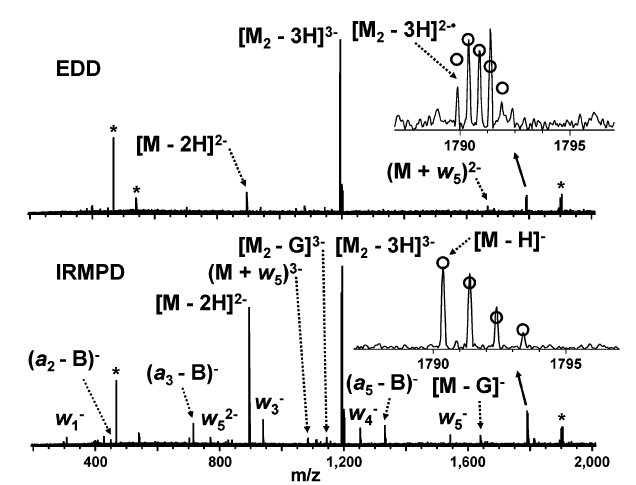 [M₂ - 3H]³⁻ [M₂ - 3H]²⁻•
EDD
*
[M - 2H]²⁻
1790 1795
*
(M + w₅)²⁻
*
[M₂ - G]³⁻ [M₂ - 3H]³⁻ [M - H]⁻
IRMPD
(M + w₅)³⁻
[M - 2H]²⁻
1790 1795
(a₂ - B)⁻
*
(a₃ - B)⁻
(a₅ - B)⁻
[M - G]⁻
w₁⁻
w₅²⁻
w₃⁻
w₄⁻
w₅⁻
*
400 800 1,200 1,600 2,000
m/z